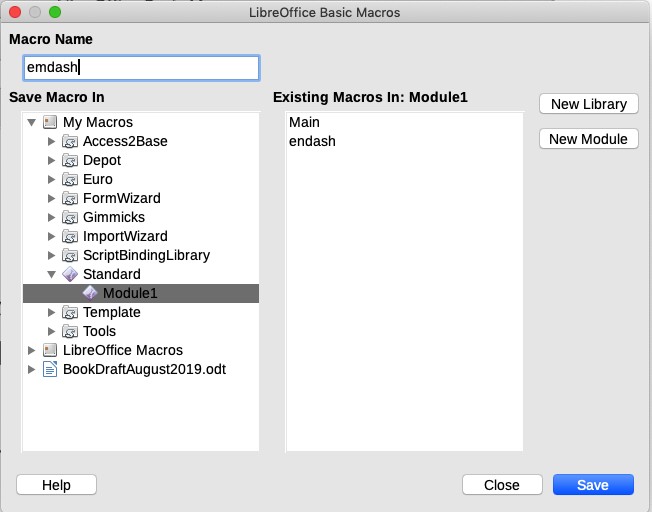 LibreOffice Basic Macros
Macro Name
emdash
Save Macro In
Existing Macros In: Module1
My Macros
Access2Base
Depot
Euro
FormWizard
Gimmicks
ImportWizard
ScriptBindingLibrary
Standard
Module1
Template
Tools
LibreOffice Macros
BookDraftAugust2019.odt
Main
endash
New Library
New Module
Help
Close
Save